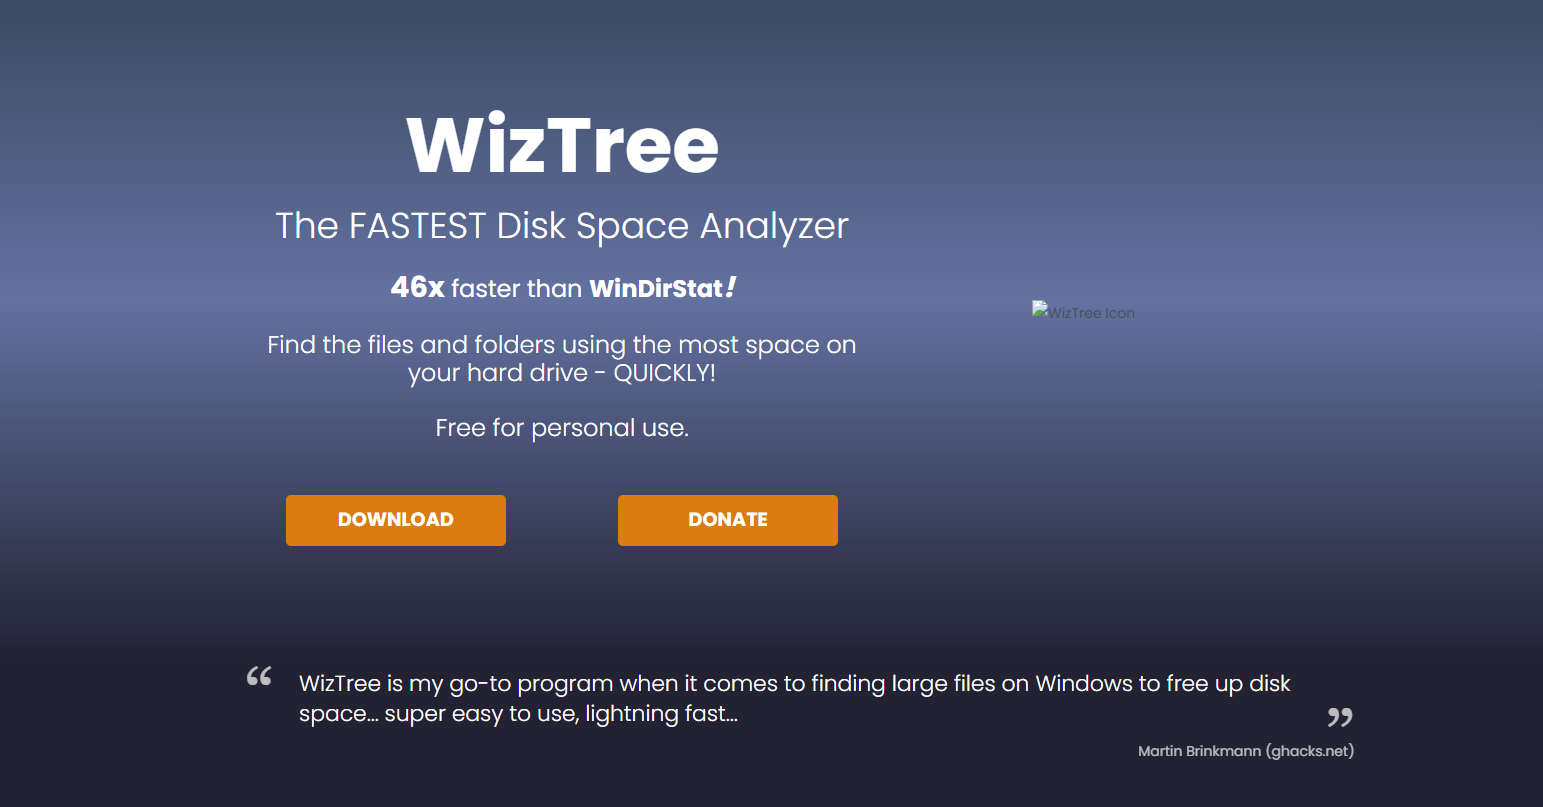 WizTree
The FASTEST Disk Space Analyzer
46x faster than WinDirStat!
Find the files and folders using the most space on
your hard drive - QUICKLY!
Free for personal use.
WizTree Icon
DOWNLOAD
DONATE
“ WizTree is my go-to program when it comes to finding large files on Windows to free up disk
space... super easy to use, lightning fast... ”
Martin Brinkmann (ghacks.net)